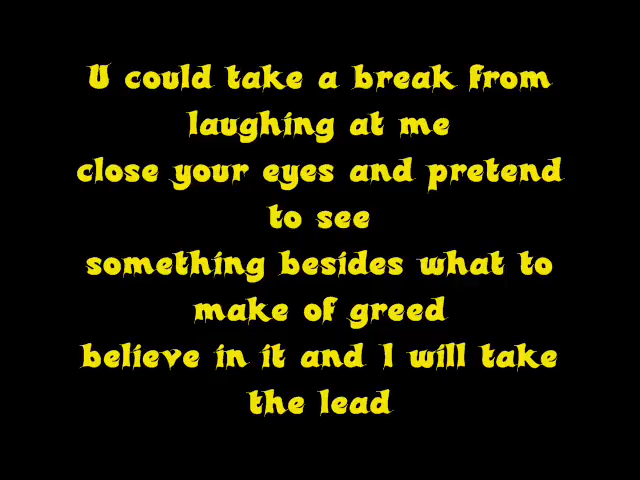 U could take a break from
laughing at me
close your eyes and pretend
to see
something besides what to
make of greed
believe in it and I will take
the lead